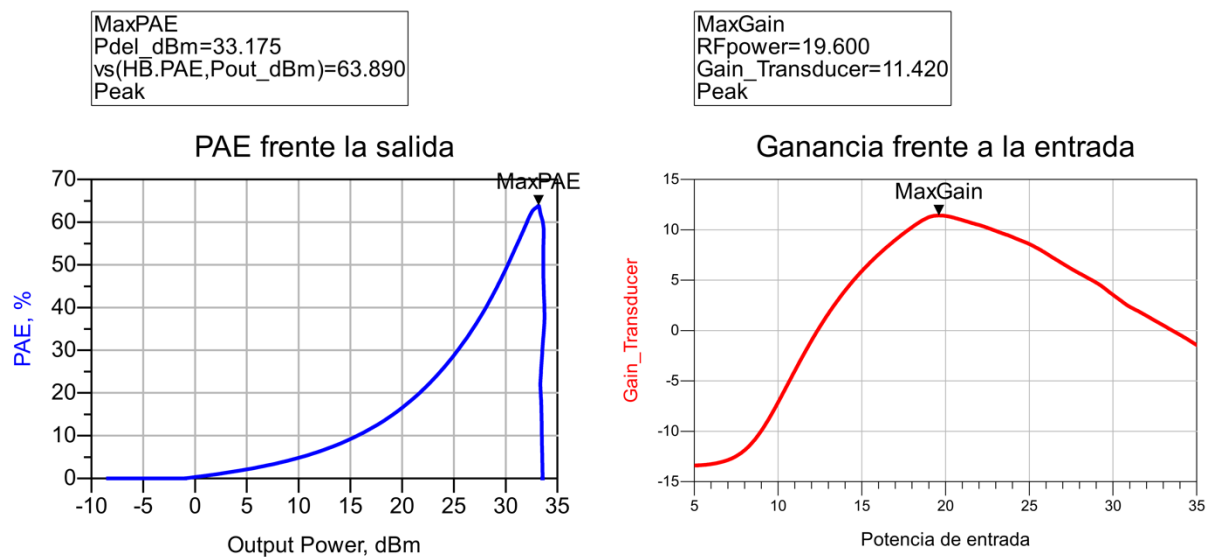 MaxPAE
Pdel_dBm=33.175
vs(HB.PAE,Pout_dBm)=63.890
Peak
MaxGain
RFpower=19.600
Gain_Transducer=11.420
Peak
PAE frente la salida
MaxPAE
PAE, %
70
60
50
40
30
20
10
0
-10 -5 0 5 10 15 20 25 30 35
Output Power, dBm
Ganancia frente a la entrada
MaxGain
Gain_Transducer
15
10
5
0
-5
-10
-15
5 10 15 20 25 30 35
Potencia de entrada